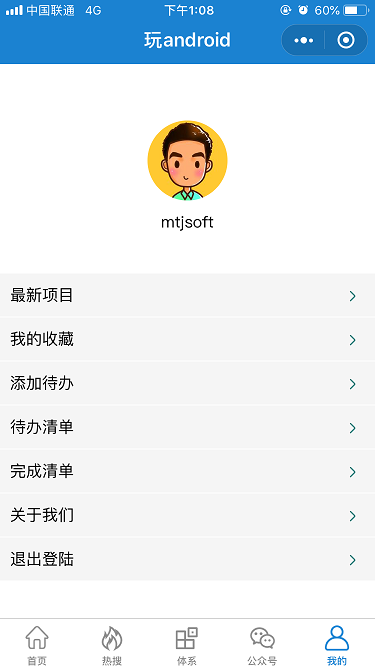 中国联通 4G 下午1:08 60%
玩android
mtjsoft
最新项目
我的收藏
添加待办
待办清单
完成清单
关于我们
退出登陆
首页 热搜 体系 公众号 我的